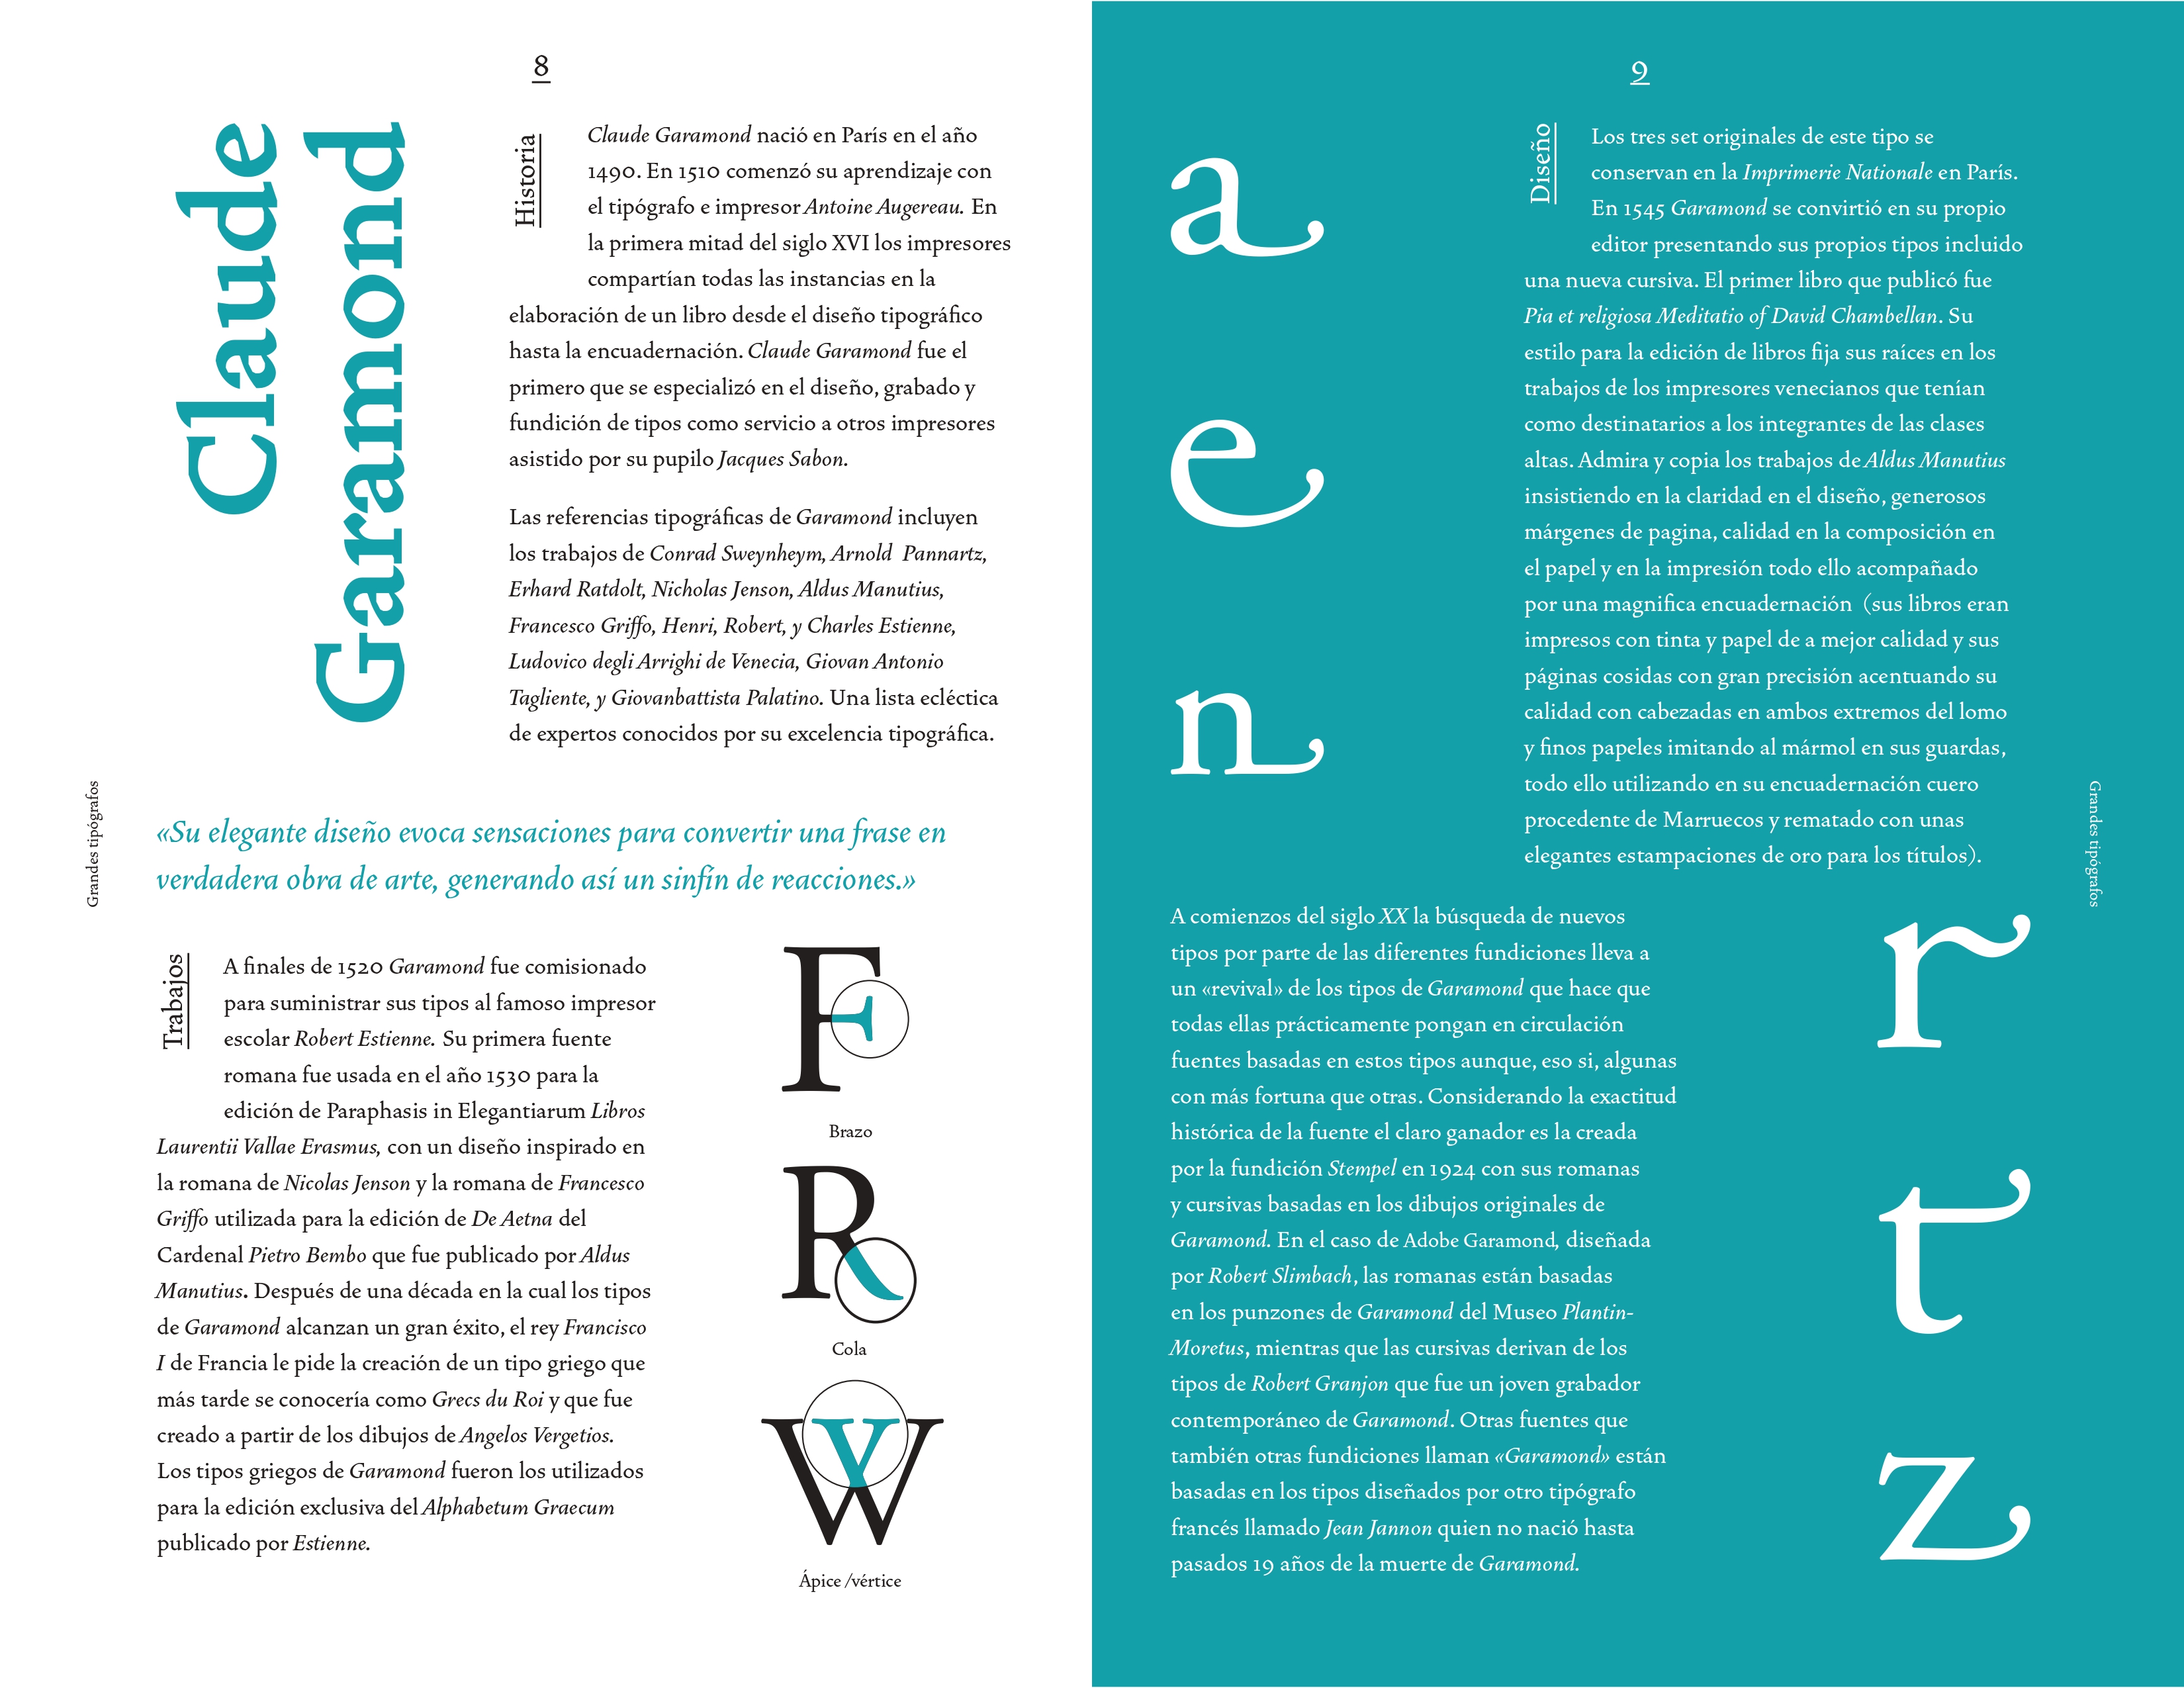 8
Claude
Garamond
Historia
Claude Garamond nació en París en el año
1490. En 1510 comenzó su aprendizaje con
el tipógrafo e impresor Antoine Augereau. En
la primera mitad del siglo XVI los impresores
compartían todas las instancias en la
elaboración de un libro desde el diseño tipográfico
hasta la encuadernación. Claude Garamond fue el
primero que se especializó en el diseño, grabado y
fundición de tipos como servicio a otros impresores
asistido por su pupilo Jacques Sabon.
Las referencias tipográficas de Garamond incluyen
los trabajos de Conrad Sweynheym, Arnold Pannartz,
Erhard Ratdolt, Nicholas Jenson, Aldus Manutius,
Francesco Griffo, Henri, Robert, y Charles Estienne,
Ludovico degli Arrighi de Venecia, Giovan Antonio
Tagliente, y Giovanbattista Palatino. Una lista ecléctica
de expertos conocidos por su excelencia tipográfica.
Grandes tipógrafos
«Su elegante diseño evoca sensaciones para convertir una frase en
verdadera obra de arte, generando así un sinfín de reacciones.»
Trabajos
A finales de 1520 Garamond fue comisionado
para suministrar sus tipos al famoso impresor
escolar Robert Estienne. Su primera fuente
romana fue usada en el año 1530 para la
edición de Paraphasis in Elegantiarum Libros
Laurentii Vallae Erasmus, con un diseño inspirado en
la romana de Nicolas Jenson y la romana de Francesco
Griffo utilizada para la edición de De Aetna del
Cardenal Pietro Bembo que fue publicado por Aldus
Manutius. Después de una década en la cual los tipos
de Garamond alcanzan un gran éxito, el rey Francisco
I de Francia le pide la creación de un tipo griego que
más tarde se conocería como Grecs du Roi y que fue
creado a partir de los dibujos de Angelos Vergetios.
Los tipos griegos de Garamond fueron los utilizados
para la edición exclusiva del Alphabetum Graecum
publicado por Estienne.
F
Brazo
R
Cola
W
Ápice /vértice
9
a
e
n
Diseño
Los tres set originales de este tipo se
conservan en la Imprimerie Nationale en París.
En 1545 Garamond se convirtió en su propio
editor presentando sus propios tipos incluido
una nueva cursiva. El primer libro que publicó fue
Pia et religiosa Meditatio of David Chambellan. Su
estilo para la edición de libros fija sus raíces en los
trabajos de los impresores venecianos que tenían
como destinatarios a los integrantes de las clases
altas. Admira y copia los trabajos de Aldus Manutius
insistiendo en la claridad en el diseño, generosos
márgenes de pagina, calidad en la composición en
el papel y en la impresión todo ello acompañado
por una magnifica encuadernación (sus libros eran
impresos con tinta y papel de a mejor calidad y sus
páginas cosidas con gran precisión acentuando su
calidad con cabezadas en ambos extremos del lomo
y finos papeles imitando al mármol en sus guardas,
todo ello utilizando en su encuadernación cuero
procedente de Marruecos y rematado con unas
elegantes estampaciones de oro para los títulos).
Grandes tipógrafos
A comienzos del siglo XX la búsqueda de nuevos
tipos por parte de las diferentes fundiciones lleva a
un «revival» de los tipos de Garamond que hace que
todas ellas prácticamente pongan en circulación
fuentes basadas en estos tipos aunque, eso si, algunas
con más fortuna que otras. Considerando la exactitud
histórica de la fuente el claro ganador es la creada
por la fundición Stempel en 1924 con sus romanas
y cursivas basadas en los dibujos originales de
Garamond. En el caso de Adobe Garamond, diseñada
por Robert Slimbach, las romanas están basadas
en los punzones de Garamond del Museo Plantin-
Moretus, mientras que las cursivas derivan de los
tipos de Robert Granjon que fue un joven grabador
contemporáneo de Garamond. Otras fuentes que
también otras fundiciones llaman «Garamond» están
basadas en los tipos diseñados por otro tipógrafo
francés llamado Jean Jannon quien no nació hasta
pasados 19 años de la muerte de Garamond.
r
t
z